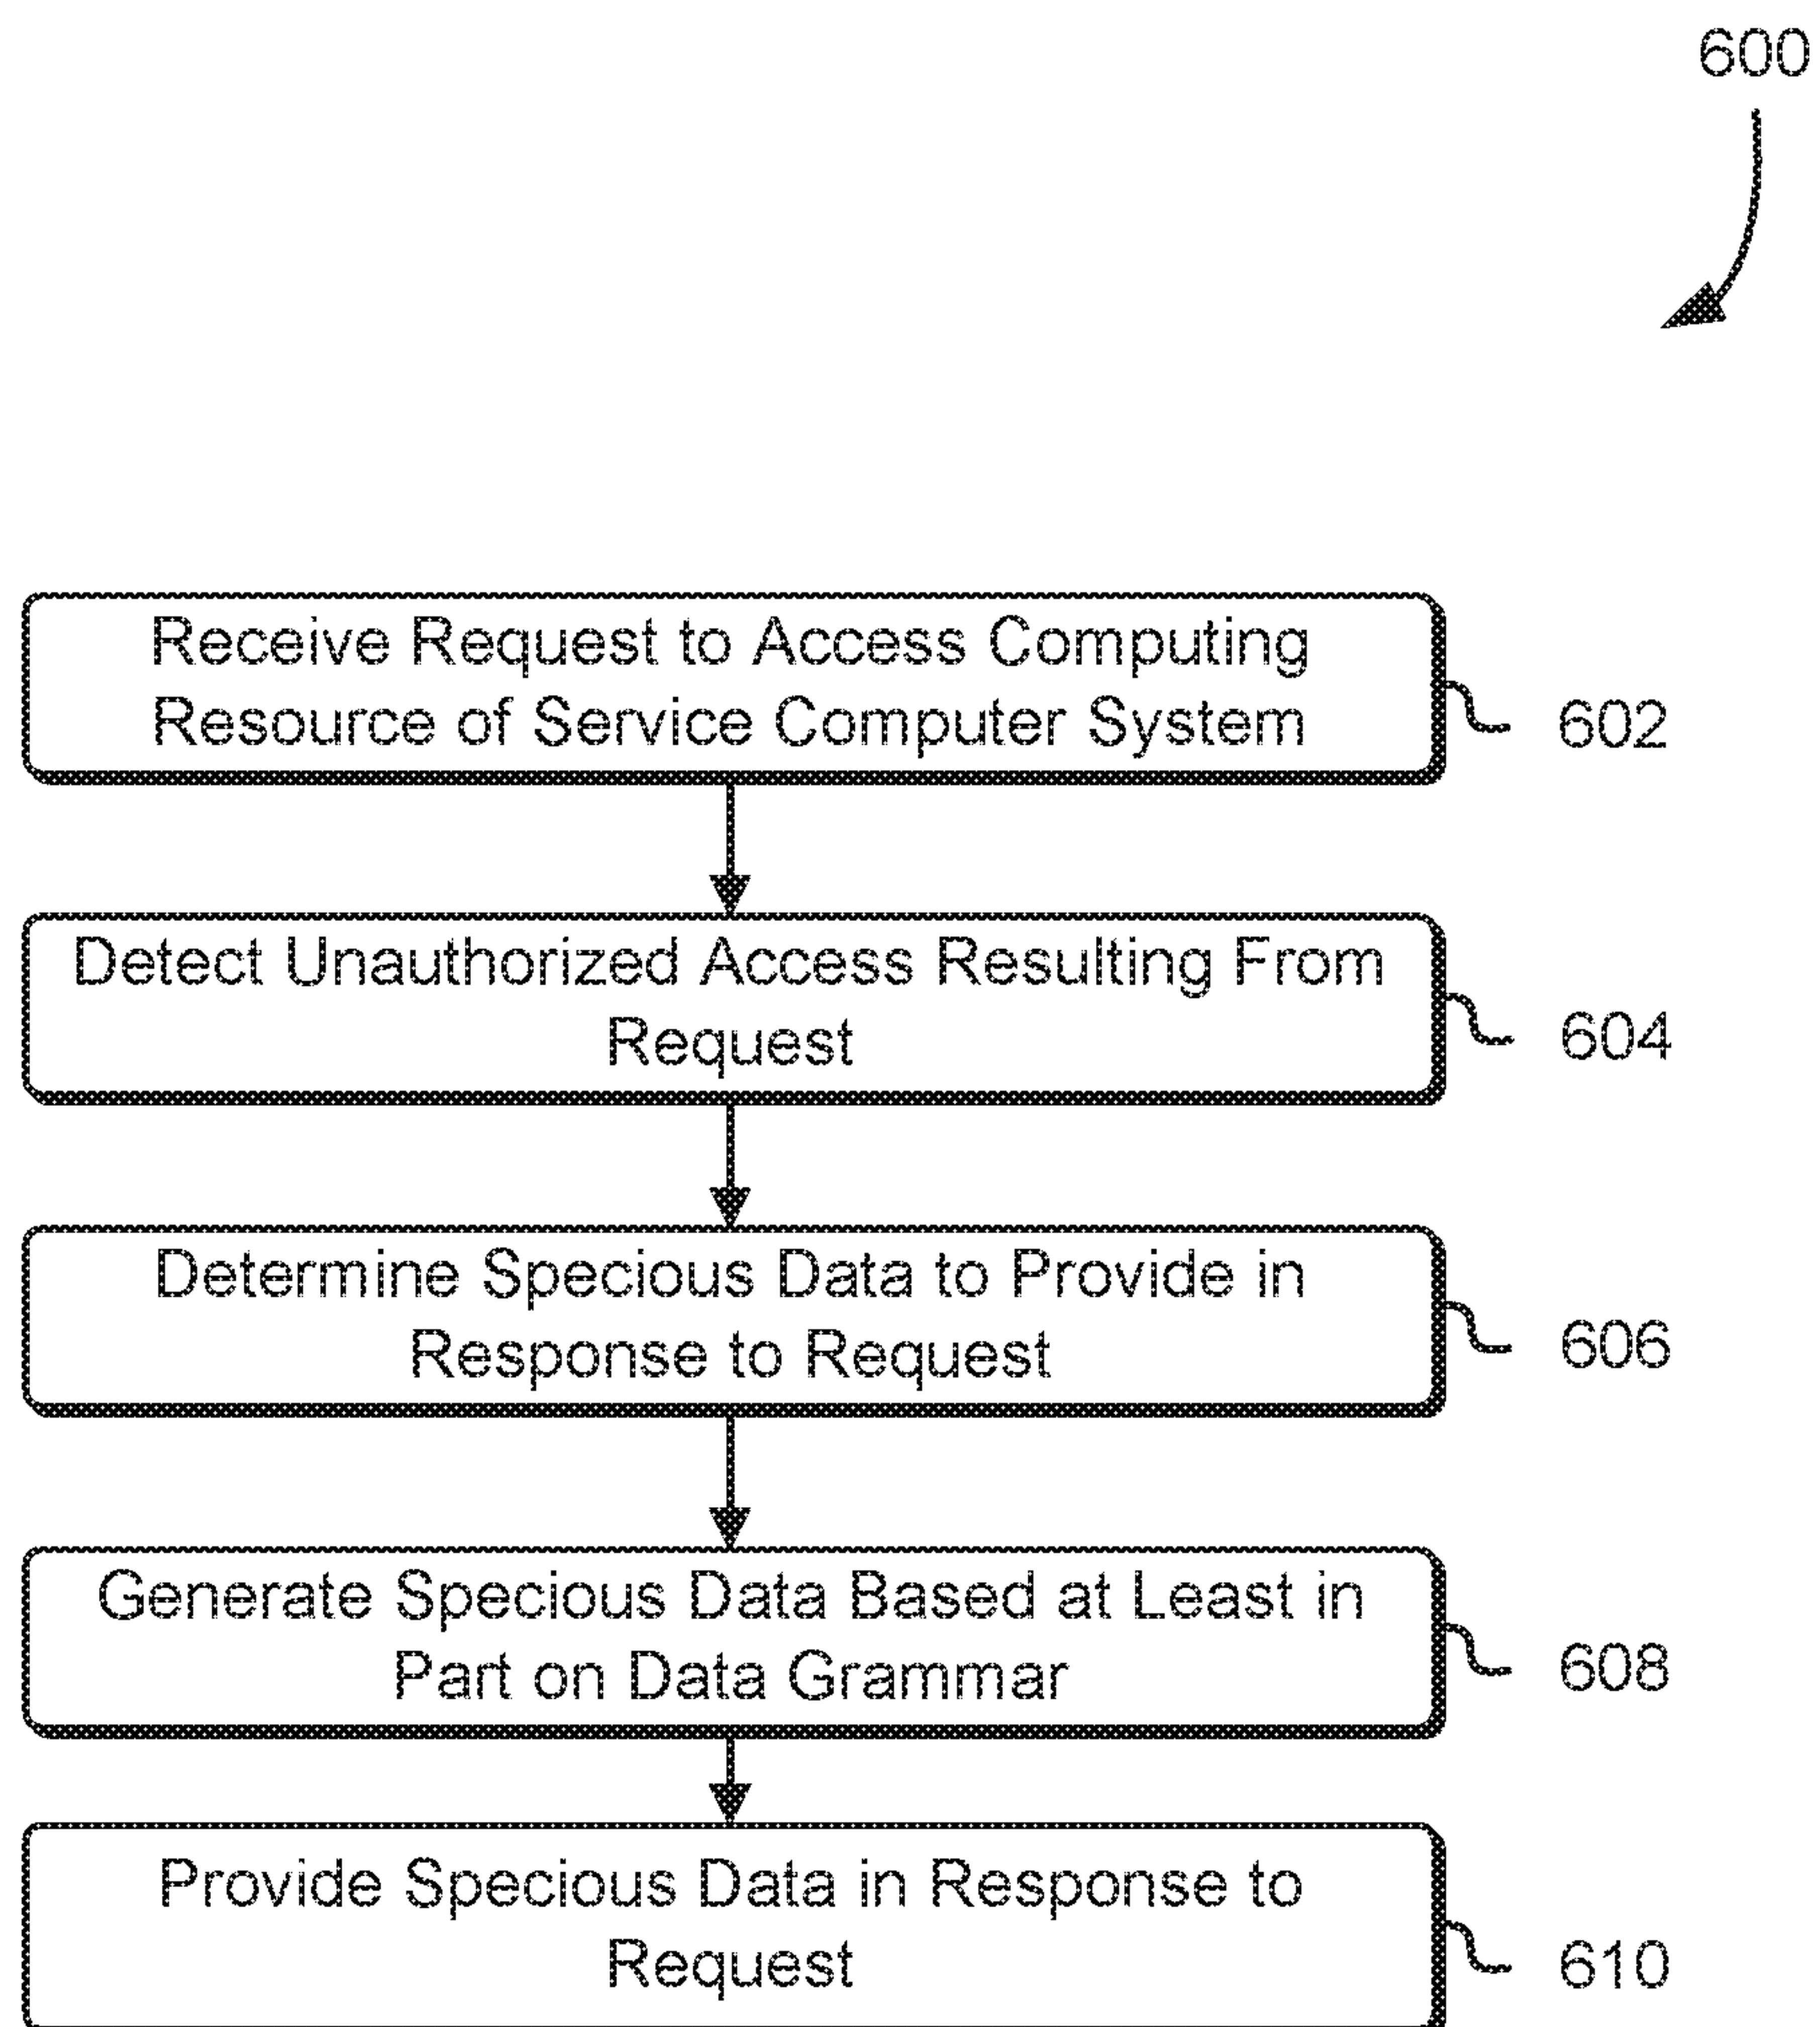 600
Receive Request to Access Computing
Resource of Service Computer System
602
Detect Unauthorized Access Resulting From
Request
604
Determine Specious Data to Provide in
Response to Request
606
Generate Specious Data Based at Least in
Part on Data Grammar
608
Provide Specious Data in Response to
Request
610